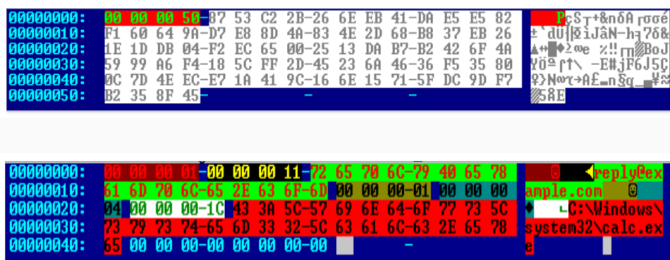 00000000: 00 00 00 50-87 53 C2 2B-26 6E EB 41-DA E5 E5 82
00000010: F1 60 64 9A-D7 E8 8D 4A-83 4E 2D 68-B8 37 EB 26
00000020: 1E 1D DB 04-F2 EC 65 00-25 13 DA B7-B2 42 6F 4A
00000030: 59 99 A6 F4-18 5C FF 2D-45 23 6A 46-36 F5 35 80
00000040: 0C 7D 4E EC-E7 1A 41 9C-16 6E 15 71-5F DC 9D F7
00000050: B2 35 8F 45- - -
00000000: 00 00 00 01-00 00 00 11-72 65 70 6C-79 40 65 78 reply@ex
00000010: 61 6D 70 6C-65 2E 63 6F-6D 00 00 00-01 00 00 00 ample.com
00000020: 04 00 00 00-1C 43 3A 5C-57 69 6E 64-6F 77 73 5C C:\Windows\
00000030: 73 79 73 74-65 6D 33 32-5C 63 61 6C-63 2E 65 78 system32\calc.ex
00000040: 65 00 00 00-00 00 00 00-00 - e